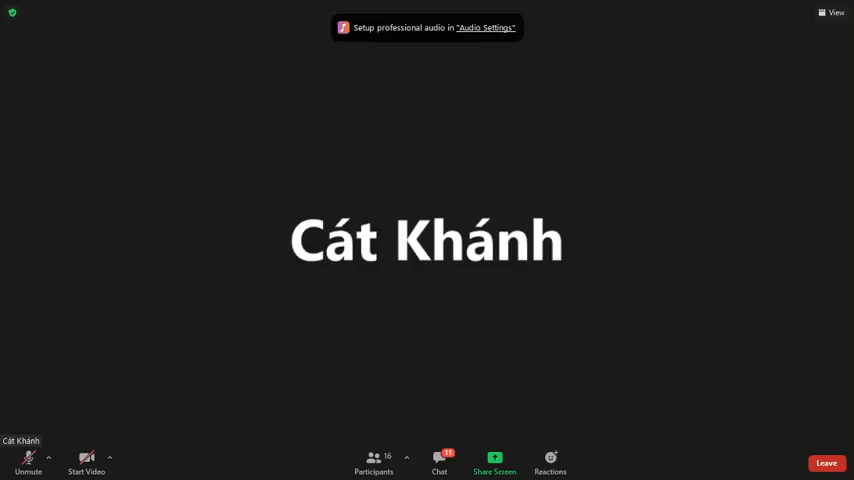 Setup professional audio in "Audio Settings"
View
Cát Khánh
Cát Khánh
Unmute
Start Video
16
Participants
11
Chat
Share Screen
Reactions
Leave